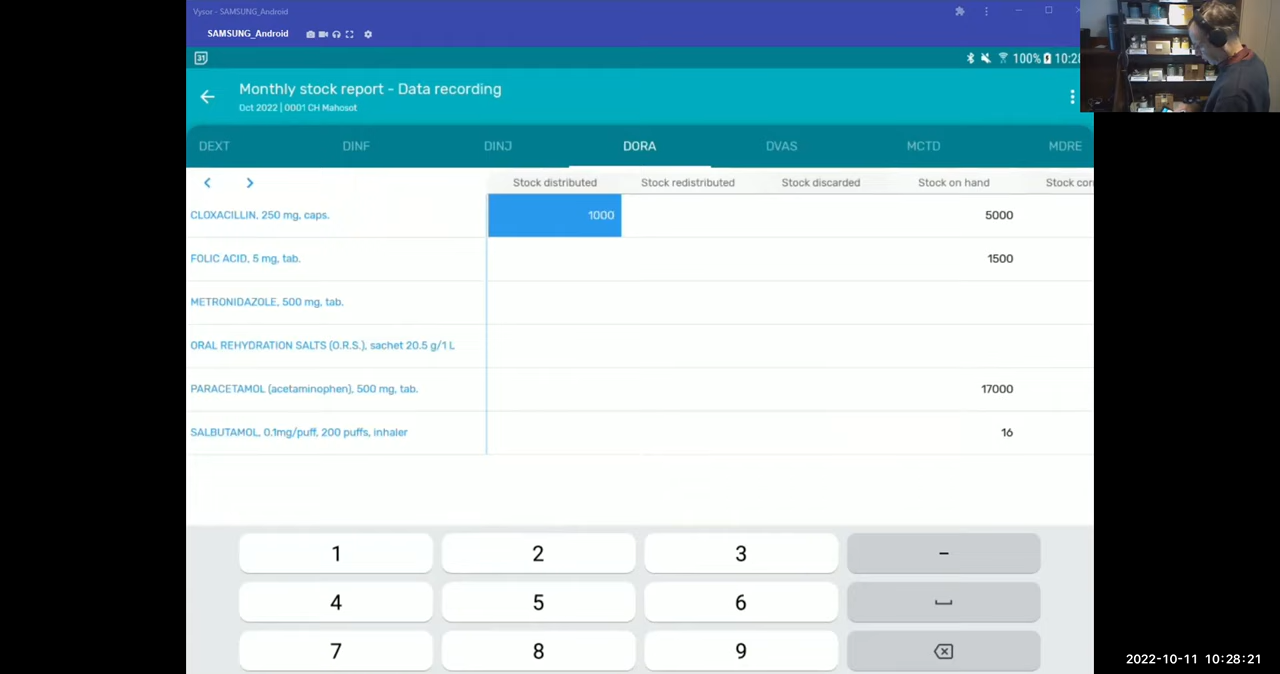 Vysor - SAMSUNG_Android
SAMSUNG_Android
31
100% 10:28
Monthly stock report - Data recording
Oct 2022 | 0001 CH Mahosot
DEXT DINF DINJ DORA DVAS MCTD MDRE
Stock distributed Stock redistributed Stock discarded Stock on hand Stock corr
CLOXACILLIN, 250 mg, caps. 1000 5000
FOLIC ACID, 5 mg, tab. 1500
METRONIDAZOLE, 500 mg, tab.
ORAL REHYDRATION SALTS (O.R.S.), sachet 20.5 g/1 L
PARACETAMOL (acetaminophen), 500 mg, tab. 17000
SALBUTAMOL, 0.1mg/puff, 200 puffs, inhaler 16
1 2 3 -
4 5 6
7 8 9
2022-10-11 10:28:21